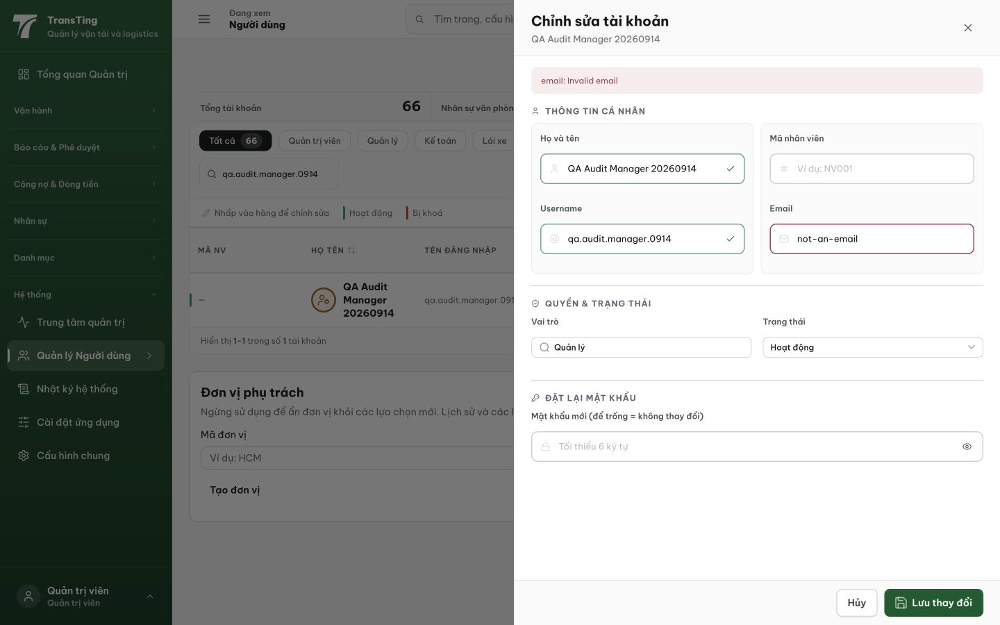 TransTing
Quản lý vận tải và logistics
Tổng quan Quản trị
Vận hành
Báo cáo & Phê duyệt
Công nợ & Dòng tiền
Nhân sự
Danh mục
Hệ thống
Trung tâm quản trị
Quản lý Người dùng
Nhật ký hệ thống
Cài đặt ứng dụng
Cấu hình chung
Quản trị viên
Quản trị viên
Đang xem
Người dùng
Tìm trang, cấu hì
Tổng tài khoản 66
Nhân sự văn phòn
Tất cả 66 Quản trị viên Quản lý Kế toán Lái xe
qa.audit.manager.0914
Nhấp vào hàng để chỉnh sửa Hoạt động Bị khoá
MÃ NV HỌ TÊN TÊN ĐĂNG NHẬP
— QA Audit Manager 20260914 qa.audit.manager.091
Hiển thị 1-1 trong số 1 tài khoản
Đơn vị phụ trách
Ngừng sử dụng để ẩn đơn vị khỏi các lựa chọn mới. Lịch sử và các l
Mã đơn vị
Ví dụ: HCM
Tạo đơn vị
Chỉnh sửa tài khoản
QA Audit Manager 20260914
email: Invalid email
THÔNG TIN CÁ NHÂN
Họ và tên
QA Audit Manager 20260914
Mã nhân viên
Ví dụ: NV001
Username
qa.audit.manager.0914
Email
not-an-email
QUYỀN & TRẠNG THÁI
Vai trò
Quản lý
Trạng thái
Hoạt động
ĐẶT LẠI MẬT KHẨU
Mật khẩu mới (để trống = không thay đổi)
Tối thiểu 6 ký tự
Hủy
Lưu thay đổi